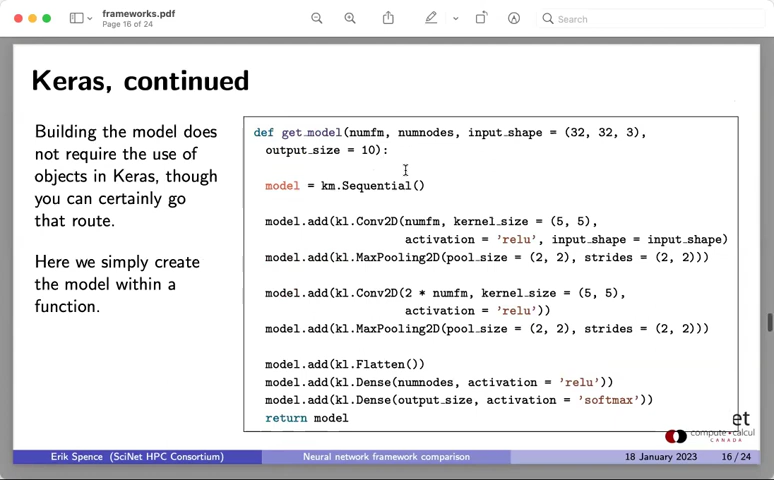 frameworks.pdf
Page 16 of 24
Search
Keras, continued
Building the model does
not require the use of
objects in Keras, though
you can certainly go
that route.
Here we simply create
the model within a
function.
def get_model(numfm, numnodes, input_shape = (32, 32, 3),
output_size = 10):
model = km.Sequential()
model.add(kl.Conv2D(numfm, kernel_size = (5, 5),
activation = 'relu', input_shape = input_shape)
model.add(kl.MaxPooling2D(pool_size = (2, 2), strides = (2, 2)))
model.add(kl.Conv2D(2 * numfm, kernel_size = (5, 5),
activation = 'relu'))
model.add(kl.MaxPooling2D(pool_size = (2, 2), strides = (2, 2)))
model.add(kl.Flatten())
model.add(kl.Dense(numnodes, activation = 'relu'))
model.add(kl.Dense(output_size, activation = 'softmax'))
return model
et
compute • calcul
CANADA
Erik Spence (SciNet HPC Consortium)
Neural network framework comparison
18 January 2023
16 / 24